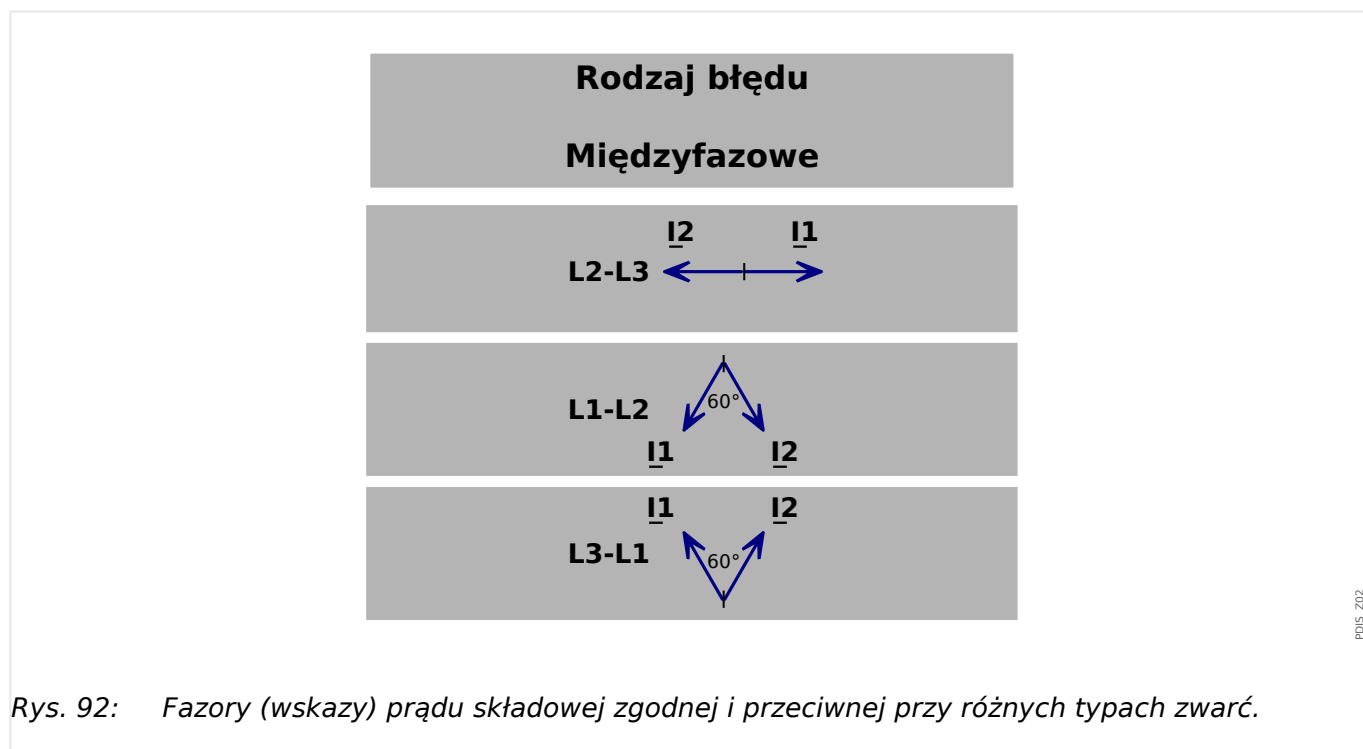 Rodzaj błędu
Międzyfazowe
I2 I1
L2-L3
60°
L1-L2
I1 I2
I1 I2
L3-L1
60°
PDIS_Z02
Rys. 92: Fazory (wskazy) prądu składowej zgodnej i przeciwnej przy różnych typach zwarć.